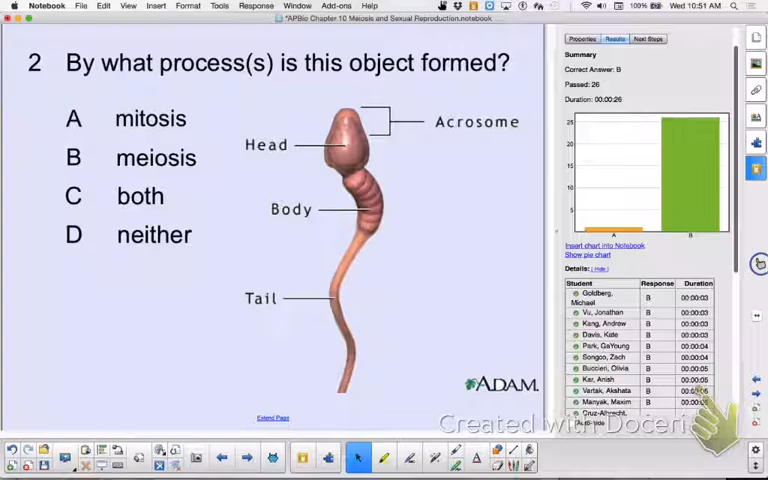 Notebook File Edit View Insert Format Tools Response Window Add-ons Help 100% Wed 10:51 AM
*APBio Chapter 10 Meiosis and Sexual Reproduction.notebook
2 By what process(s) is this object formed?
A mitosis
B meiosis
C both
D neither
Acrosome
Head
Body
Tail
ADAM.
Extend Page
Properties Results Next Steps
Summary
Correct Answer: B
Passed: 26
Duration: 00:00:26
25
20
15
10
5
A B
Insert chart into Notebook
Show pie chart
Details: [ Hide ]
Student Response Duration
Goldberg, Michael B 00:00:03
Vu, Jonathan B 00:00:03
Kang, Andrew B 00:00:03
Davis, Kate B 00:00:03
Park, GaYoung B 00:00:04
Songco, Zach B 00:00:04
Buccieri, Olivia B 00:00:05
Kar, Anish B 00:00:05
Vartak, Akshata B 00:00:05
Manyak, Maxim B
Cruz-Albrecht,
Auto-hide
Created with Doceri